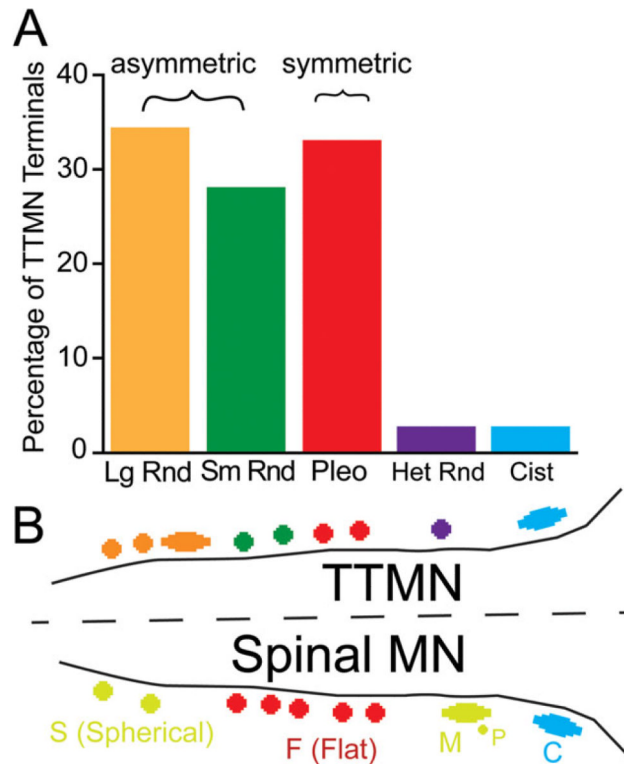 A
asymmetric symmetric
Percentage of TTMN Terminals
40
30
20
10
0
Lg Rnd Sm Rnd Pleo Het Rnd Cist
B
TTMN
Spinal MN
S (Spherical) F (Flat) M P C